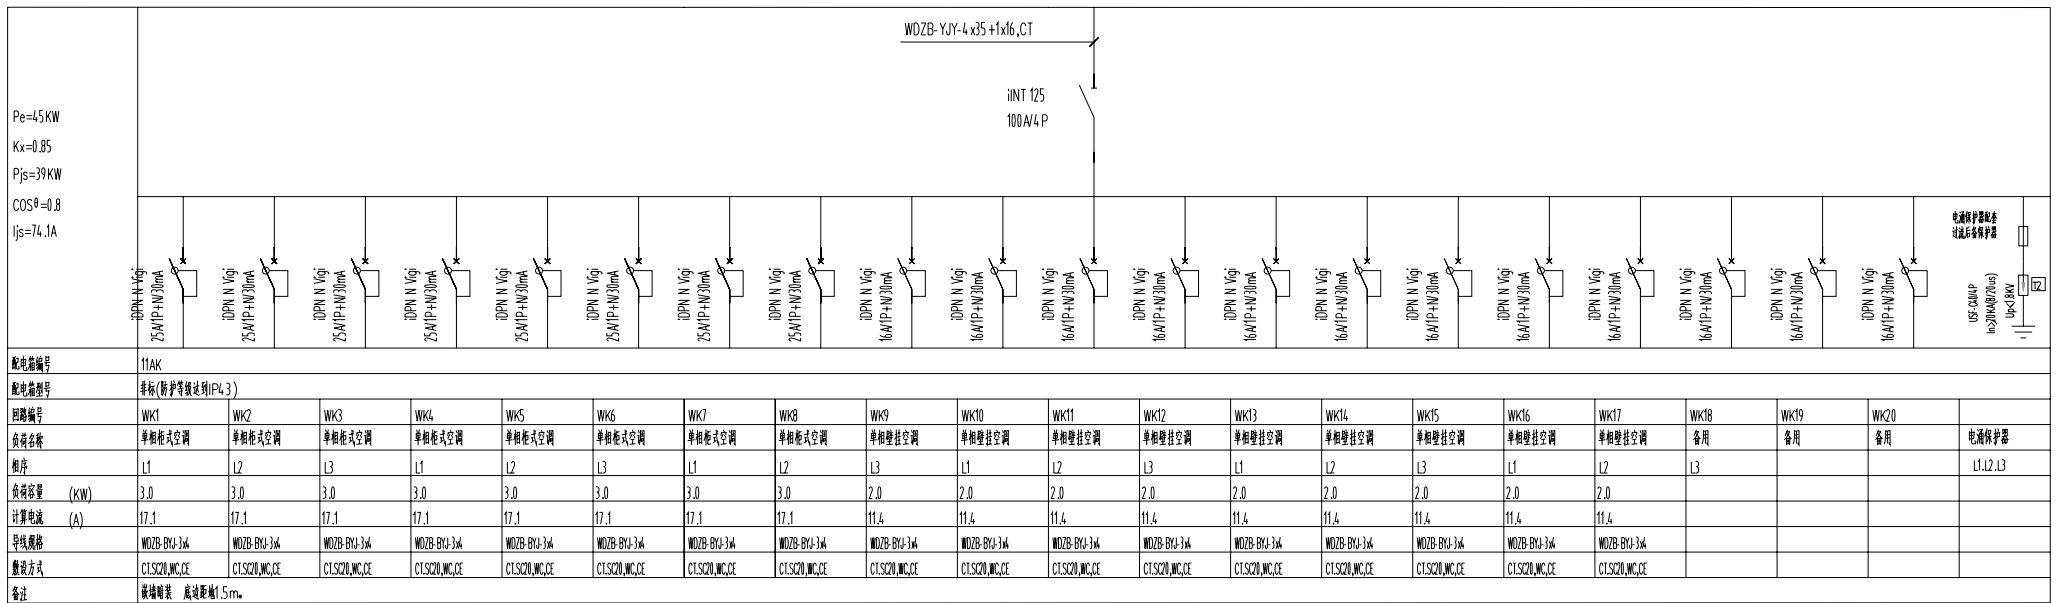 WDZB-YJY-4x35+1x16,CT
iINT 125
100A/4P
Pe=45KW
Kx=0.85
Pjs=39KW
COSθ=0.8
Ijs=74.1A
iDPN N Vigi 25A/1P+N/30mA
iDPN N Vigi 25A/1P+N/30mA
iDPN N Vigi 25A/1P+N/30mA
iDPN N Vigi 25A/1P+N/30mA
iDPN N Vigi 25A/1P+N/30mA
iDPN N Vigi 25A/1P+N/30mA
iDPN N Vigi 25A/1P+N/30mA
iDPN N Vigi 25A/1P+N/30mA
iDPN N Vigi 16A/1P+N/30mA
iDPN N Vigi 16A/1P+N/30mA
iDPN N Vigi 16A/1P+N/30mA
iDPN N Vigi 16A/1P+N/30mA
iDPN N Vigi 16A/1P+N/30mA
iDPN N Vigi 16A/1P+N/30mA
iDPN N Vigi 16A/1P+N/30mA
iDPN N Vigi 16A/1P+N/30mA
iDPN N Vigi 16A/1P+N/30mA
iDPN N Vigi 16A/1P+N/30mA
iDPN N Vigi 16A/1P+N/30mA
iDPN N Vigi 16A/1P+N/30mA
电涌保护器配套
过流后备保护器
In≥20KA(8/20us)
T2
配电箱编号 11AK
配电箱型号 非标(防护等级达到IP43)
回路编号 WK1 WK2 WK3 WK4 WK5 WK6 WK7 WK8 WK9 WK10 WK11 WK12 WK13 WK14 WK15 WK16 WK17 WK18 WK19 WK20
负荷名称 单相柜式空调 单相柜式空调 单相柜式空调 单相柜式空调 单相柜式空调 单相柜式空调 单相柜式空调 单相柜式空调 单相壁挂空调 单相壁挂空调 单相壁挂空调 单相壁挂空调 单相壁挂空调 单相壁挂空调 单相壁挂空调 单相壁挂空调 单相壁挂空调 备用 备用 备用 电涌保护器
相序 L1 L2 L3 L1 L2 L3 L1 L2 L3 L1 L2 L3 L1 L2 L3 L1 L2 L3 L1.L2.L3
负荷容量 (KW) 3.0 3.0 3.0 3.0 3.0 3.0 3.0 3.0 2.0 2.0 2.0 2.0 2.0 2.0 2.0 2.0 2.0
计算电流 (A) 17.1 17.1 17.1 17.1 17.1 17.1 17.1 17.1 11.4 11.4 11.4 11.4 11.4 11.4 11.4 11.4 11.4
导线规格 WDZB-BYJ-3x4 WDZB-BYJ-3x4 WDZB-BYJ-3x4 WDZB-BYJ-3x4 WDZB-BYJ-3x4 WDZB-BYJ-3x4 WDZB-BYJ-3x4 WDZB-BYJ-3x4 WDZB-BYJ-3x4 WDZB-BYJ-3x4 WDZB-BYJ-3x4 WDZB-BYJ-3x4 WDZB-BYJ-3x4 WDZB-BYJ-3x4 WDZB-BYJ-3x4 WDZB-BYJ-3x4 WDZB-BYJ-3x4
敷设方式 CT.SC20,WC,CE CT.SC20,WC,CE CT.SC20,WC,CE CT.SC20,WC,CE CT.SC20,WC,CE CT.SC20,WC,CE CT.SC20,WC,CE CT.SC20,WC,CE CT.SC20,WC,CE CT.SC20,WC,CE CT.SC20,WC,CE CT.SC20,WC,CE CT.SC20,WC,CE CT.SC20,WC,CE CT.SC20,WC,CE CT.SC20,WC,CE CT.SC20,WC,CE
备注 嵌墙暗装 底边距地1.5m。